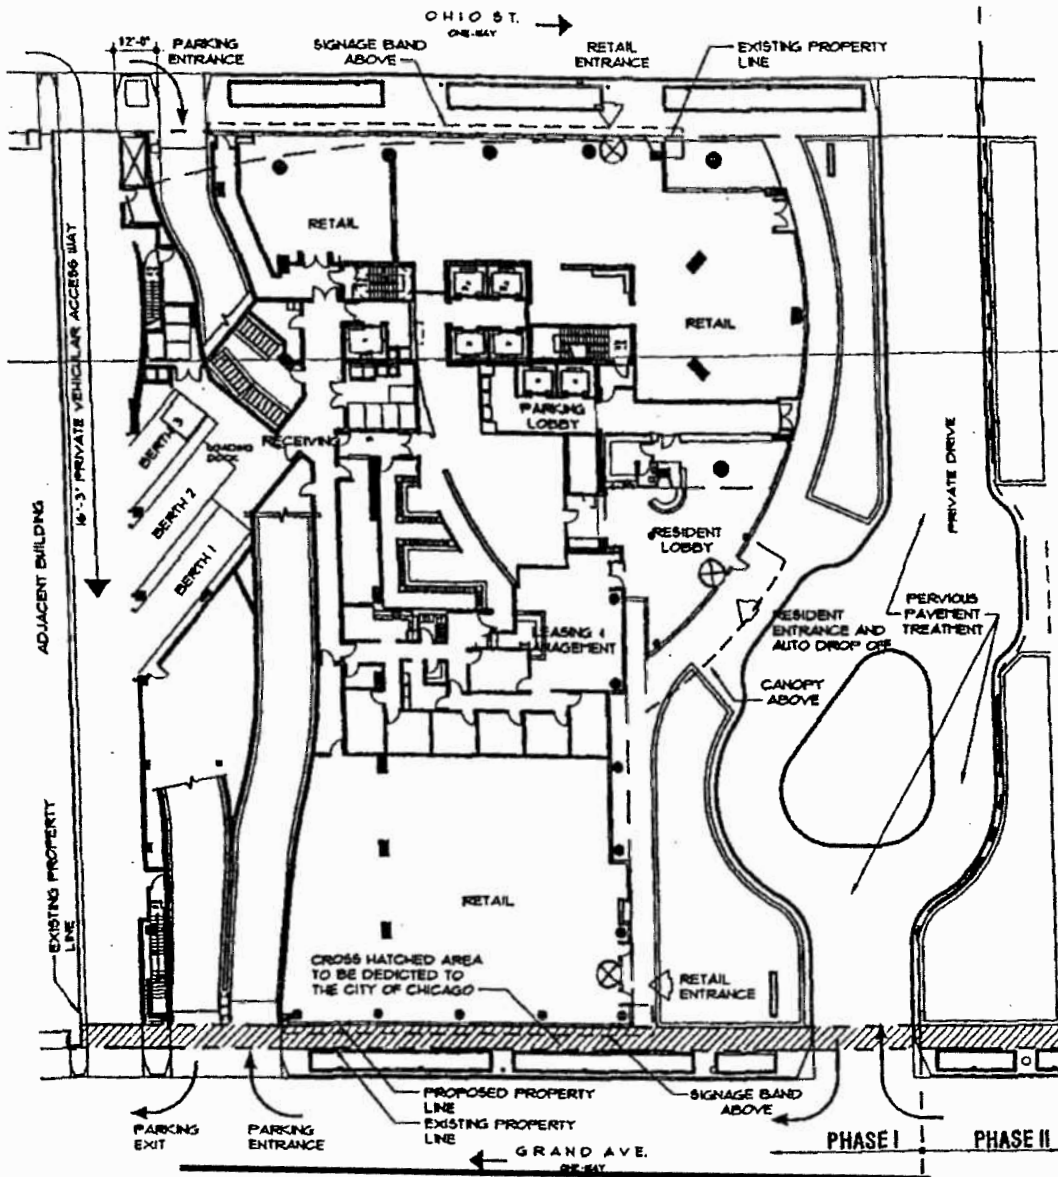 OHIO ST.
ONE-WAY
12'-0"
PARKING
ENTRANCE
SIGNAGE BAND
ABOVE
RETAIL
ENTRANCE
EXISTING PROPERTY
LINE
RETAIL
RETAIL
16'-3" PRIVATE VEHICULAR ACCESS WAY
ADJACENT BUILDING
PARKING
LOBBY
BERTH 3
LOADING
DOCK
RECEIVING
BERTH 2
BERTH 1
RESIDENT
LOBBY
PRIVATE DRIVE
PERVIOUS
PAVEMENT
TREATMENT
LEASING &
MANAGEMENT
RESIDENT
ENTRANCE AND
AUTO DROP OFF
CANOPY
ABOVE
EXISTING PROPERTY
LINE
RETAIL
CROSS HATCHED AREA
TO BE DEDICTED TO
THE CITY OF CHICAGO
RETAIL
ENTRANCE
PROPOSED PROPERTY
LINE
EXISTING PROPERTY
LINE
SIGNAGE BAND
ABOVE
PARKING
EXIT
PARKING
ENTRANCE
GRAND AVE.
ONE-WAY
PHASE I
PHASE II